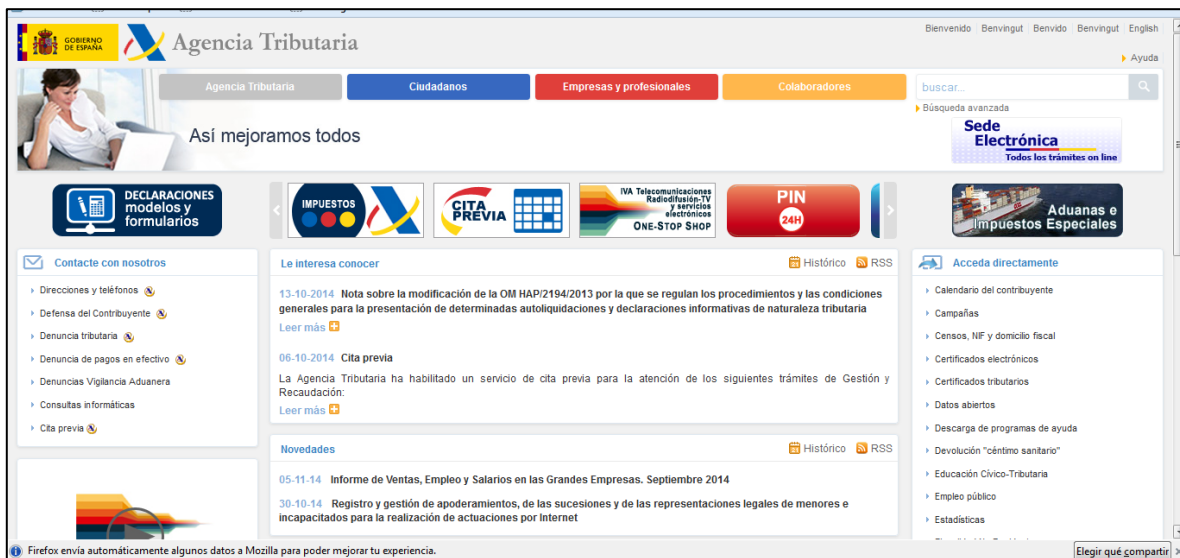 Bienvenido Benvingut Benvido Benvingut English
GOBIERNO
DE ESPAÑA
Agencia Tributaria
Ayuda
Agencia Tributaria
Ciudadanos
Empresas y profesionales
Colaboradores
buscar...
Búsqueda avanzada
Así mejoramos todos
Sede
Electrónica
Todos los trámites on line
DECLARACIONES
modelos y
formularios
IMPUESTOS
CITA
PREVIA
IVA Telecomunicaciones
Radiodifusión-TV
y servicios
electrónicos
ONE-STOP SHOP
PIN
24H
Aduanas e
Impuestos Especiales
Contacte con nosotros
Direcciones y teléfonos
Defensa del Contribuyente
Denuncia tributaria
Denuncia de pagos en efectivo
Denuncias Vigilancia Aduanera
Consultas informáticas
Cita previa
Le interesa conocer
Histórico RSS
13-10-2014 Nota sobre la modificación de la OM HAP/2194/2013 por la que se regulan los procedimientos y las condiciones
generales para la presentación de determinadas autoliquidaciones y declaraciones informativas de naturaleza tributaria
Leer más
06-10-2014 Cita previa
La Agencia Tributaria ha habilitado un servicio de cita previa para la atención de los siguientes trámites de Gestión y
Recaudación:
Leer más
Novedades
Histórico RSS
05-11-14 Informe de Ventas, Empleo y Salarios en las Grandes Empresas. Septiembre 2014
30-10-14 Registro y gestión de apoderamientos, de las sucesiones y de las representaciones legales de menores e
incapacitados para la realización de actuaciones por Internet
Acceda directamente
Calendario del contribuyente
Campañas
Censos, NIF y domicilio fiscal
Certificados electrónicos
Certificados tributarios
Datos abiertos
Descarga de programas de ayuda
Devolución "céntimo sanitario"
Educación Cívico-Tributaria
Empleo público
Estadísticas
Firefox envía automáticamente algunos datos a Mozilla para poder mejorar tu experiencia.
Elegir qué compartir